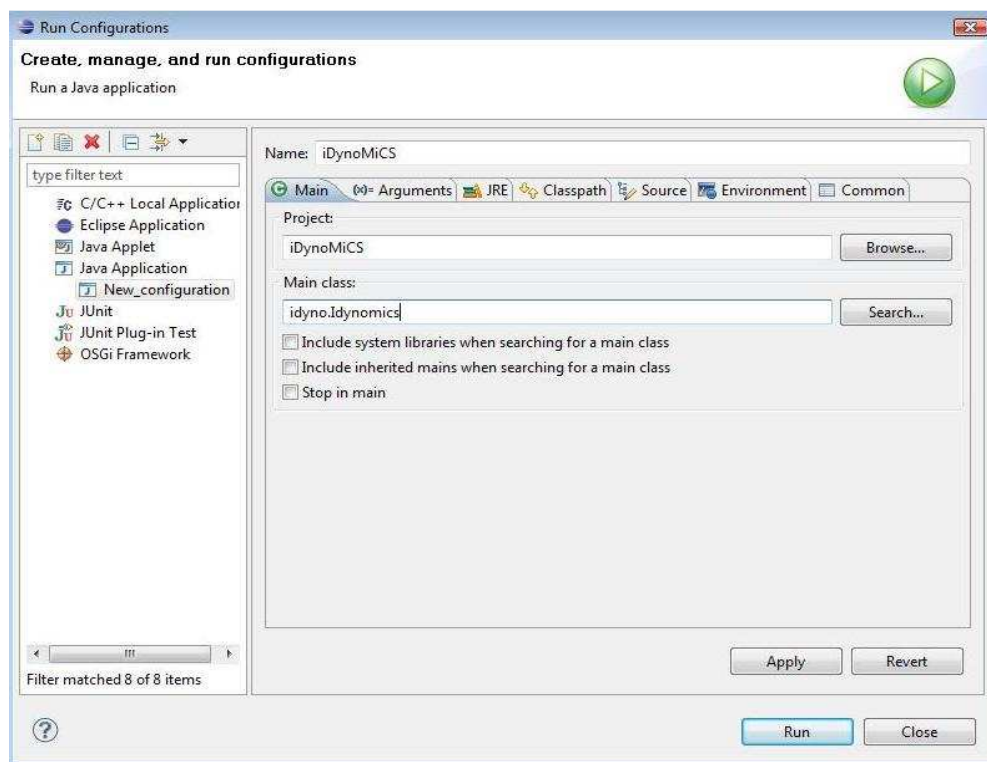 Run Configurations
Create, manage, and run configurations
Run a Java application
type filter text
C/C++ Local Application
Eclipse Application
Java Applet
Java Application
New_configuration
JUnit
JUnit Plug-in Test
OSGi Framework
Filter matched 8 of 8 items
Name: iDynoMiCS
Main (x)= Arguments JRE Classpath Source Environment Common
Project:
iDynoMiCS Browse...
Main class:
idyno.Idynomics Search...
Include system libraries when searching for a main class
Include inherited mains when searching for a main class
Stop in main
Apply Revert
Run Close